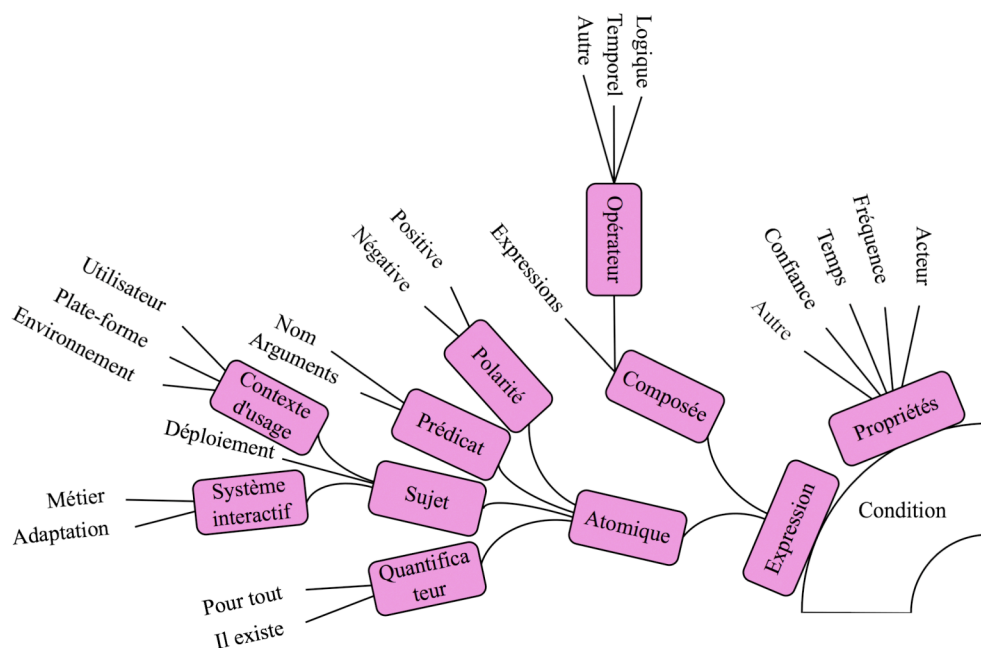 Logique
Temporel
Autre
Opérateur
Expressions
Composée
Acteur
Fréquence
Temps
Confiance
Autre
Propriétés
Condition
Expression
Positive
Négative
Polarité
Nom
Arguments
Prédicat
Utilisateur
Plate-forme
Environnement
Contexte
d'usage
Déploiement
Sujet
Métier
Adaptation
Système
interactif
Atomique
Quantifica
teur
Pour tout
Il existe